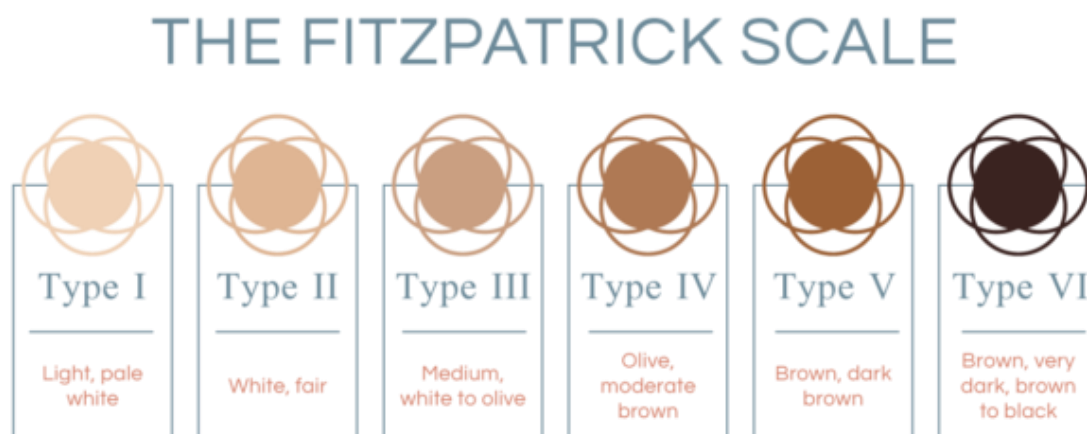 THE FITZPATRICK SCALE
Type I
Light, pale
white
Type II
White, fair
Type III
Medium,
white to olive
Type IV
Olive,
moderate
brown
Type V
Brown, dark
brown
Type VI
Brown, very
dark, brown
to black